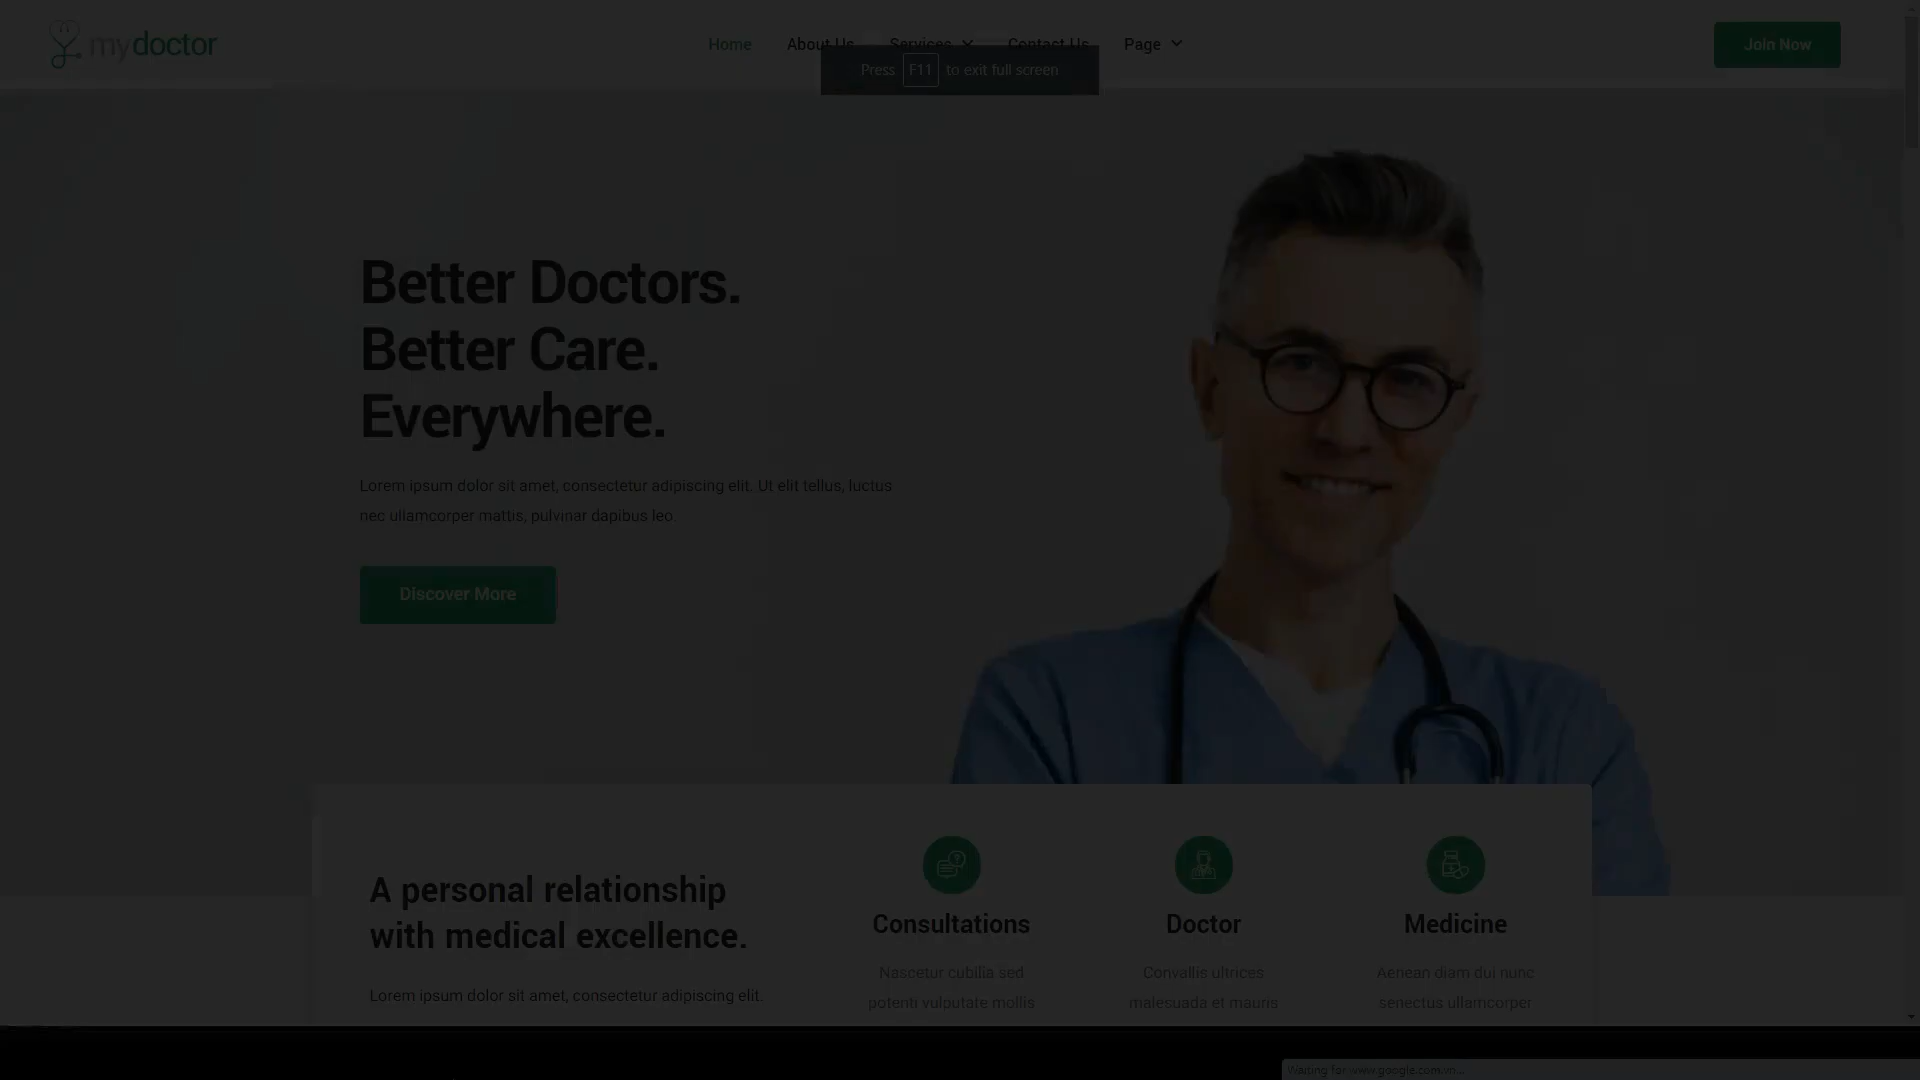 mydoctor
Home
About Us
Services
Contact Us
Page
Join Now
Press F11 to exit full screen
Better Doctors.
Better Care.
Everywhere.
Lorem ipsum dolor sit amet, consectetur adipiscing elit. Ut elit tellus, luctus
nec ullamcorper mattis, pulvinar dapibus leo.
Discover More
A personal relationship
with medical excellence.
Lorem ipsum dolor sit amet, consectetur adipiscing elit.
Consultations
Nascetur cubilia sed
potenti vulputate mollis
Doctor
Convallis ultrices
malesuada et mauris
Medicine
Aenean diam dui nunc
senectus ullamcorper
Waiting for www.google.com.vn...